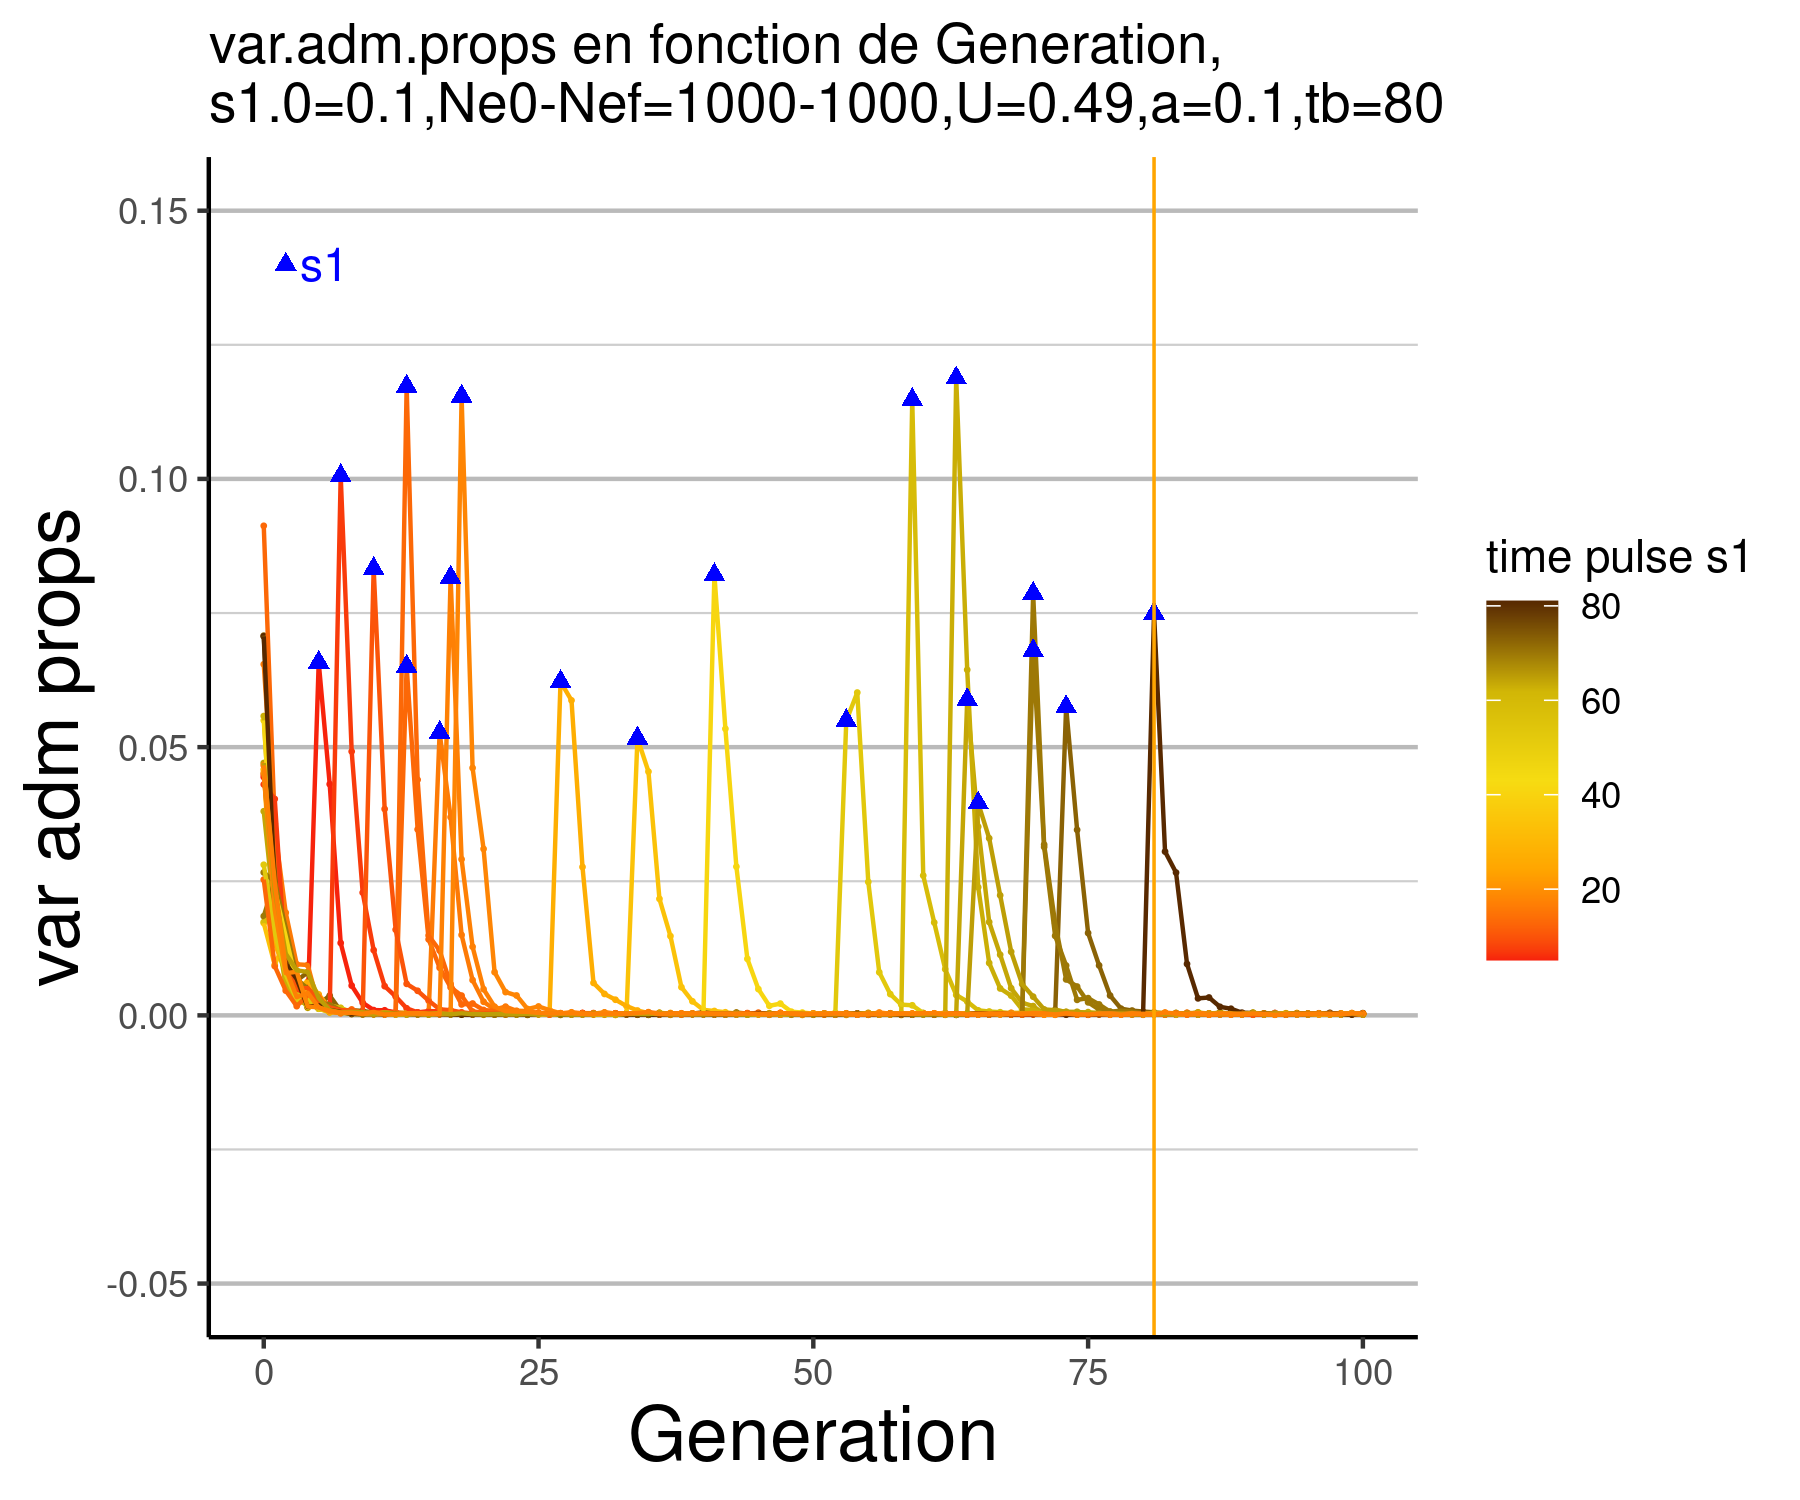 var.adm.props en fonction de Generation,
s1.0=0.1,Ne0-Nef=1000-1000,U=0.49,a=0.1,tb=80
0.15
s1
0.10
0.05
0.00
-0.05
var adm props
0
25
50
75
100
Generation
time pulse s1
80
60
40
20